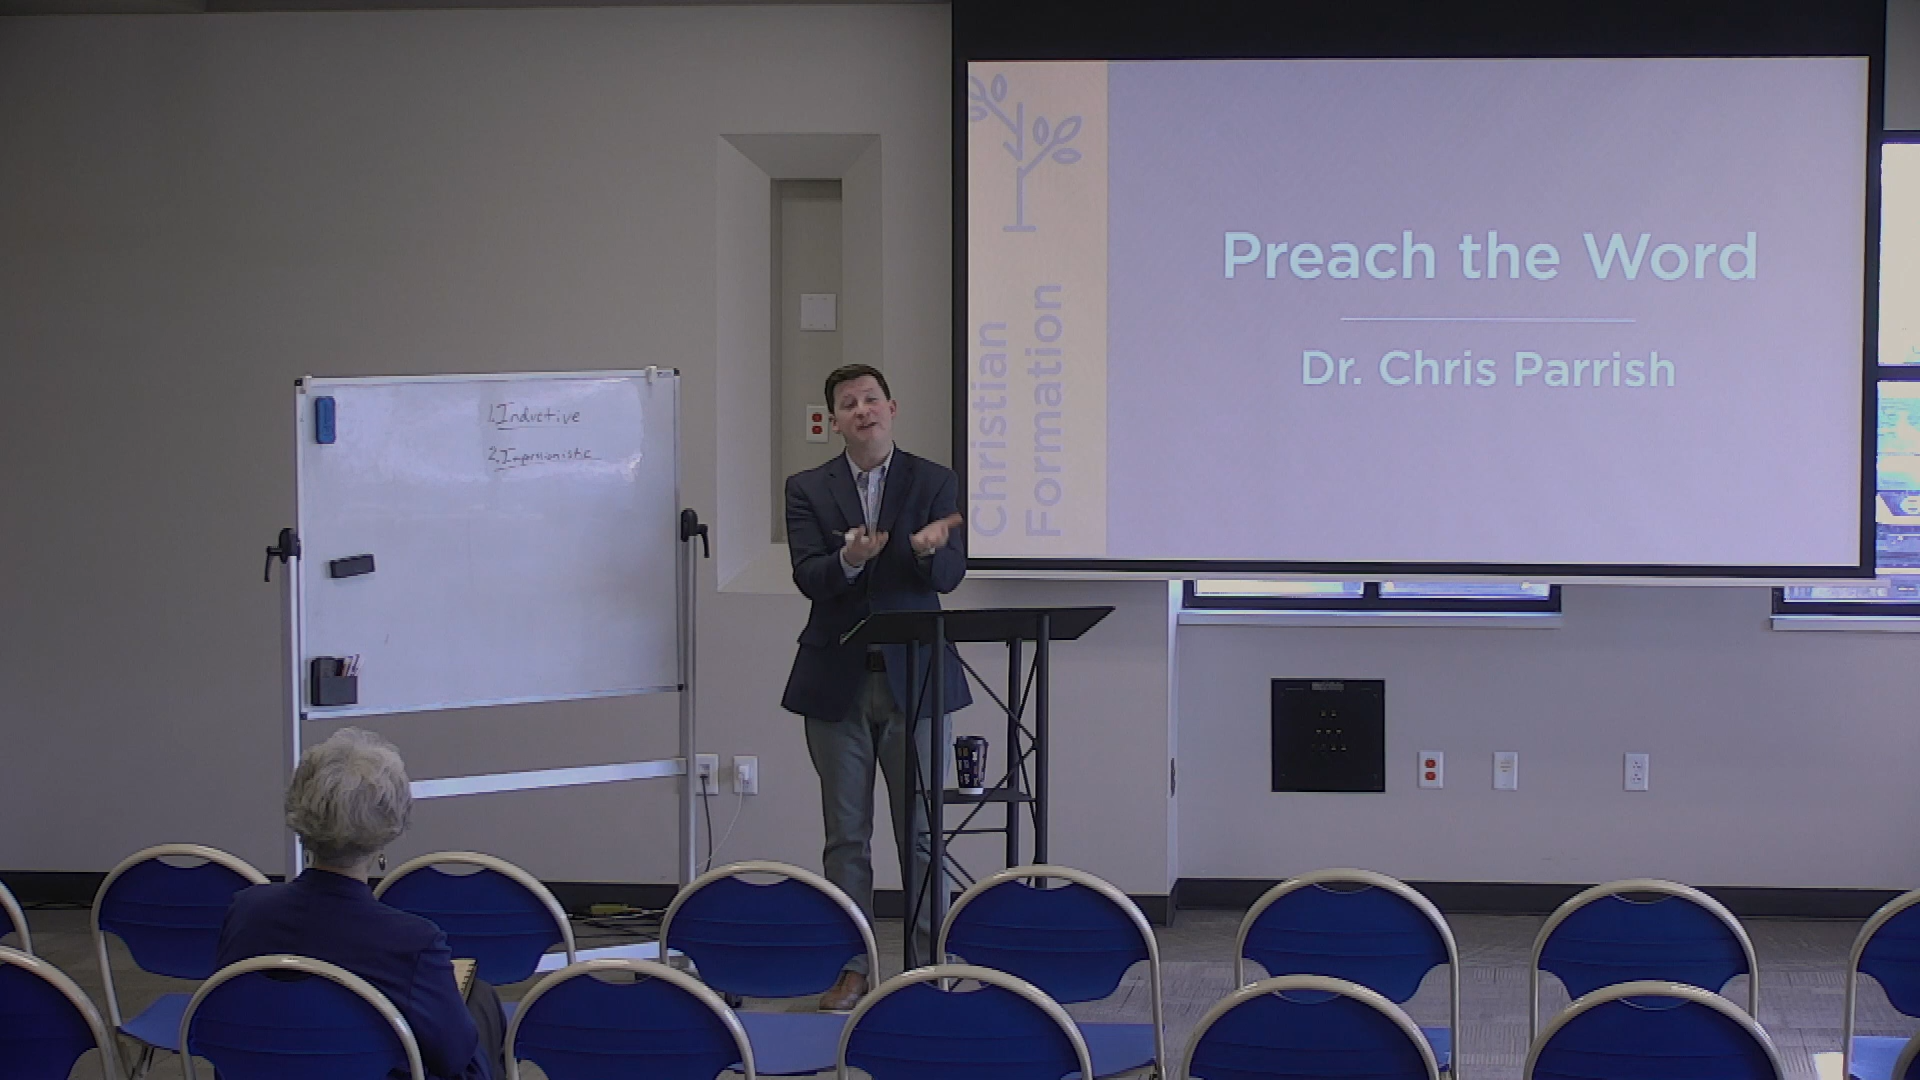 1. Inductive
2. Impressionistic
Christian
Formation
Preach the Word
Dr. Chris Parrish